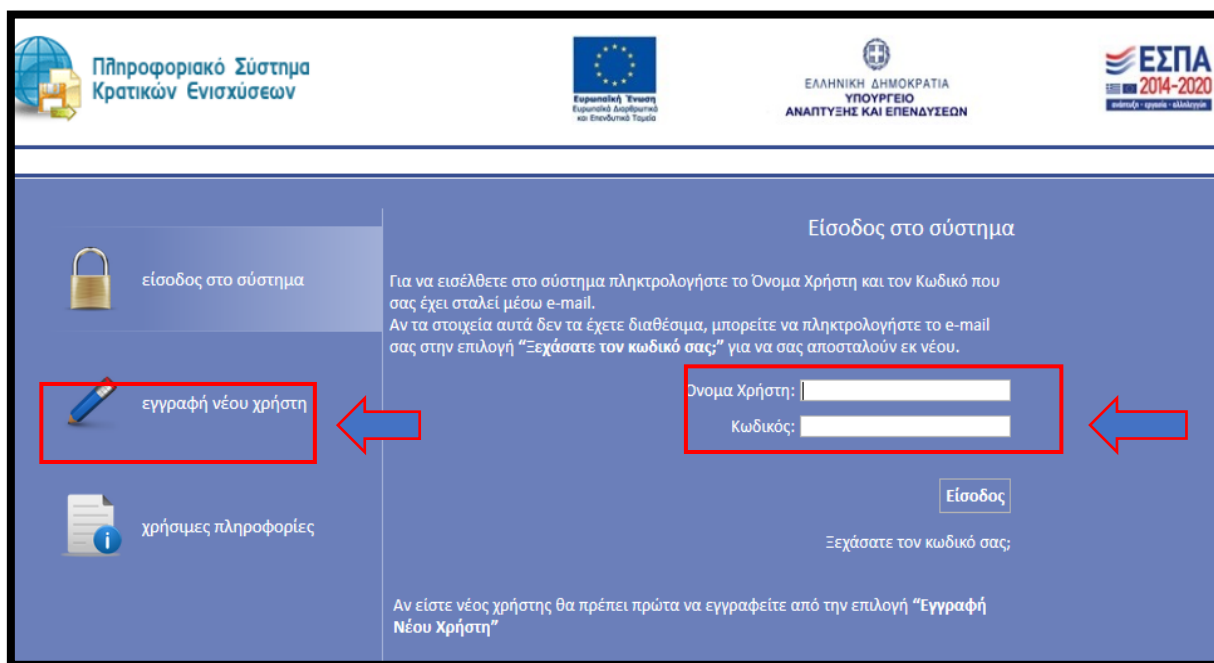 Πληροφοριακό Σύστημα
Κρατικών Ενισχύσεων
Ευρωπαϊκή Ένωση
Ευρωπαϊκά Διαρθρωτικά
και Επενδυτικά Ταμεία
ΕΛΛΗΝΙΚΗ ΔΗΜΟΚΡΑΤΙΑ
ΥΠΟΥΡΓΕΙΟ
ΑΝΑΠΤΥΞΗΣ ΚΑΙ ΕΠΕΝΔΥΣΕΩΝ
ΕΣΠΑ
2014-2020
ανάπτυξη - εργασία - αλληλεγγύη
είσοδος στο σύστημα
εγγραφή νέου χρήστη
χρήσιμες πληροφορίες
Είσοδος στο σύστημα
Για να εισέλθετε στο σύστημα πληκτρολογήστε το Όνομα Χρήστη και τον Κωδικό που
σας έχει σταλεί μέσω e-mail.
Αν τα στοιχεία αυτά δεν τα έχετε διαθέσιμα, μπορείτε να πληκτρολογήστε το e-mail
σας στην επιλογή “Ξεχάσατε τον κωδικό σας;” για να σας αποσταλούν εκ νέου.
Όνομα Χρήστη:
Κωδικός:
Είσοδος
Ξεχάσατε τον κωδικό σας;
Αν είστε νέος χρήστης θα πρέπει πρώτα να εγγραφείτε από την επιλογή “Εγγραφή
Νέου Χρήστη”